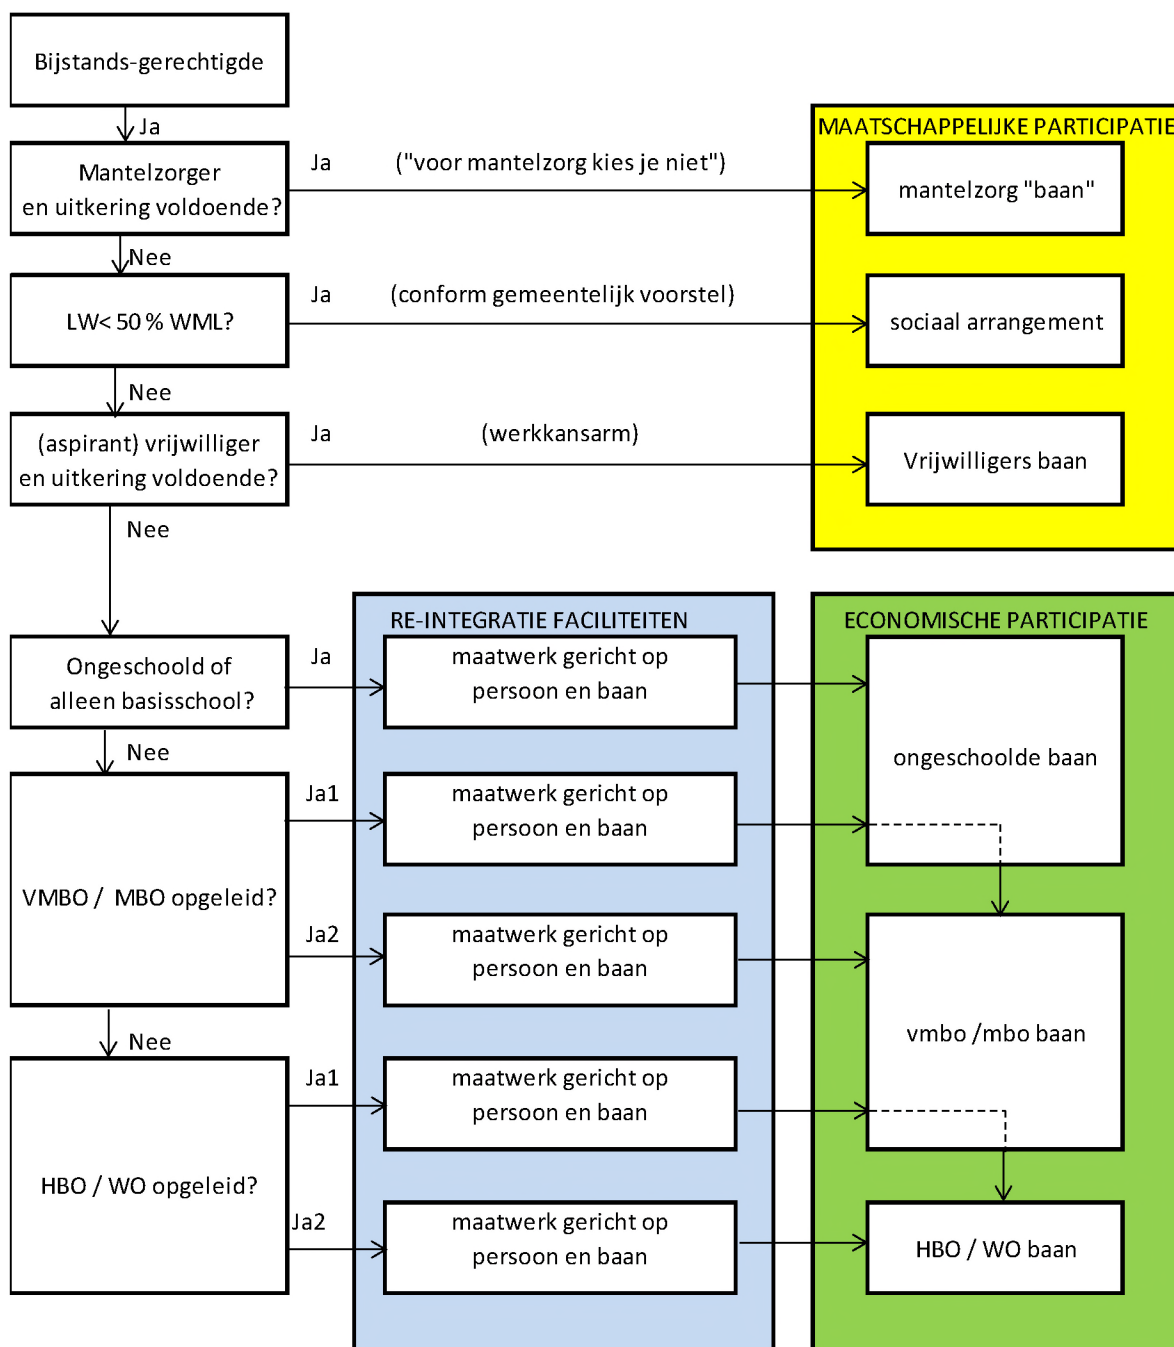 Bijstands-gerechtigde
Ja
MAATSCHAPPELIJKE PARTICIPATIE
Mantelzorger
en uitkering voldoende?
Ja
("voor mantelzorg kies je niet")
mantelzorg "baan"
Nee
LW< 50 % WML?
Ja
(conform gemeentelijk voorstel)
sociaal arrangement
Nee
(aspirant) vrijwilliger
en uitkering voldoende?
Ja
(werkkansarm)
Vrijwilligers baan
Nee
RE-INTEGRATIE FACILITEITEN
ECONOMISCHE PARTICIPATIE
Ongeschoold of
alleen basisschool?
Ja
maatwerk gericht op
persoon en baan
ongeschoolde baan
Nee
VMBO / MBO opgeleid?
Ja1
maatwerk gericht op
persoon en baan
Ja2
maatwerk gericht op
persoon en baan
vmbo /mbo baan
Nee
HBO / WO opgeleid?
Ja1
maatwerk gericht op
persoon en baan
Ja2
maatwerk gericht op
persoon en baan
HBO / WO baan